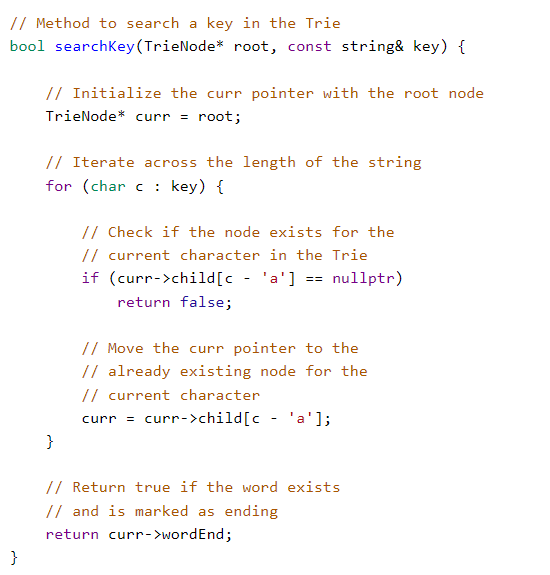 // Method to search a key in the Trie
bool searchKey(TrieNode* root, const string& key) {
    // Initialize the curr pointer with the root node
    TrieNode* curr = root;
    // Iterate across the length of the string
    for (char c : key) {
        // Check if the node exists for the
        // current character in the Trie
        if (curr->child[c - 'a'] == nullptr)
            return false;
        // Move the curr pointer to the
        // already existing node for the
        // current character
        curr = curr->child[c - 'a'];
    }
    // Return true if the word exists
    // and is marked as ending
    return curr->wordEnd;
}